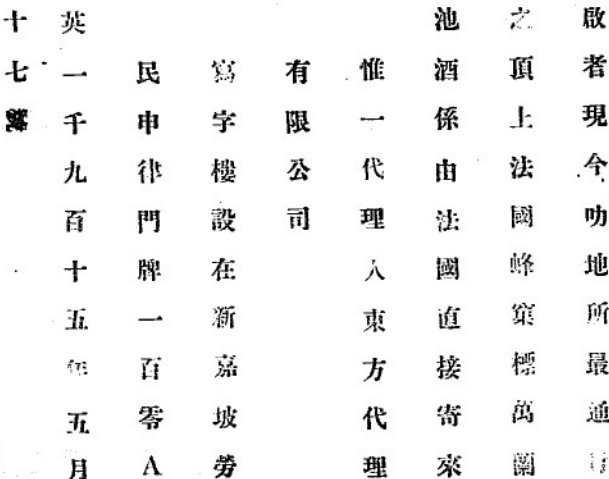 啟者現今叻地所最通
之頂上法國蜂窠標萬蘭
池酒係由法國直接寄來
惟一代理人東方代理
有限公司
寫字樓設在新嘉坡勞
民申律門牌一百零A
英一千九百十五年五月
十七號